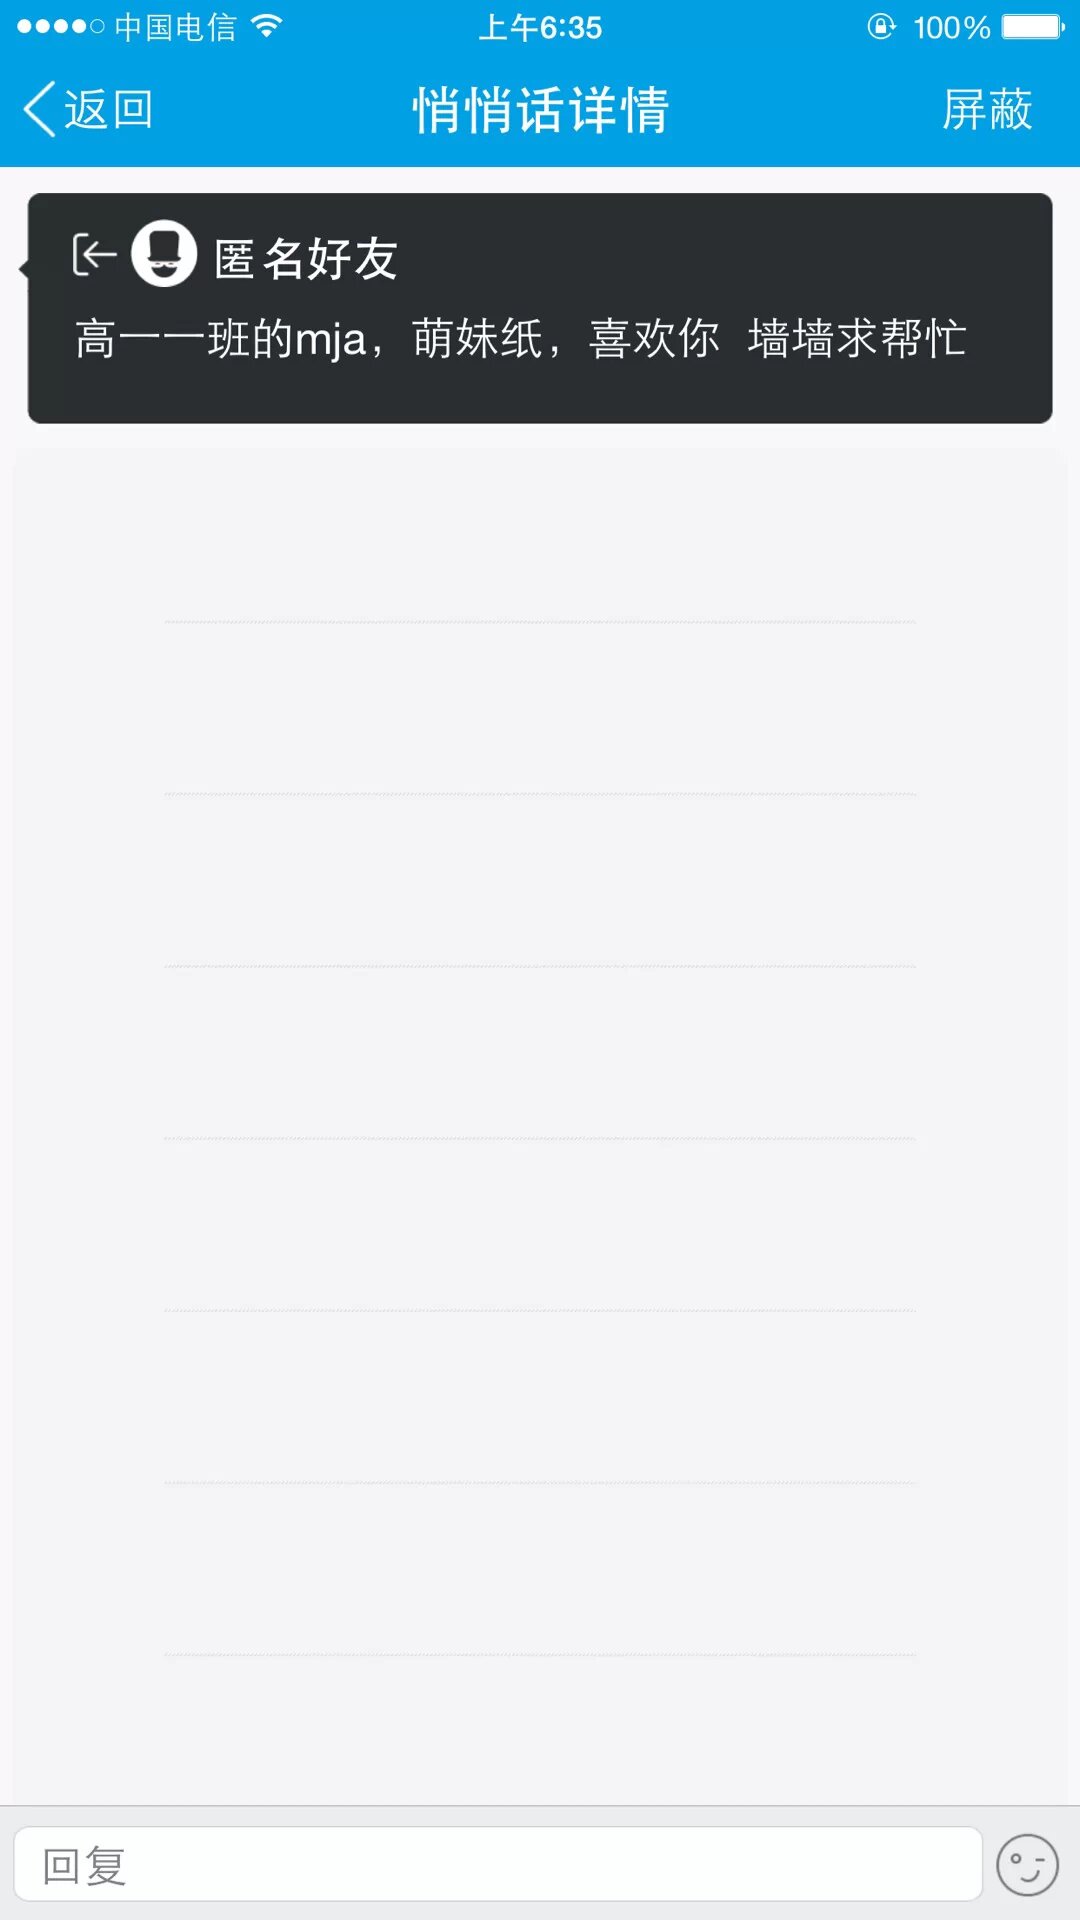 中国电信 上午6:35 100%
返回 悄悄话详情 屏蔽
匿名好友
高一一班的mja，萌妹纸，喜欢你 墙墙求帮忙
回复